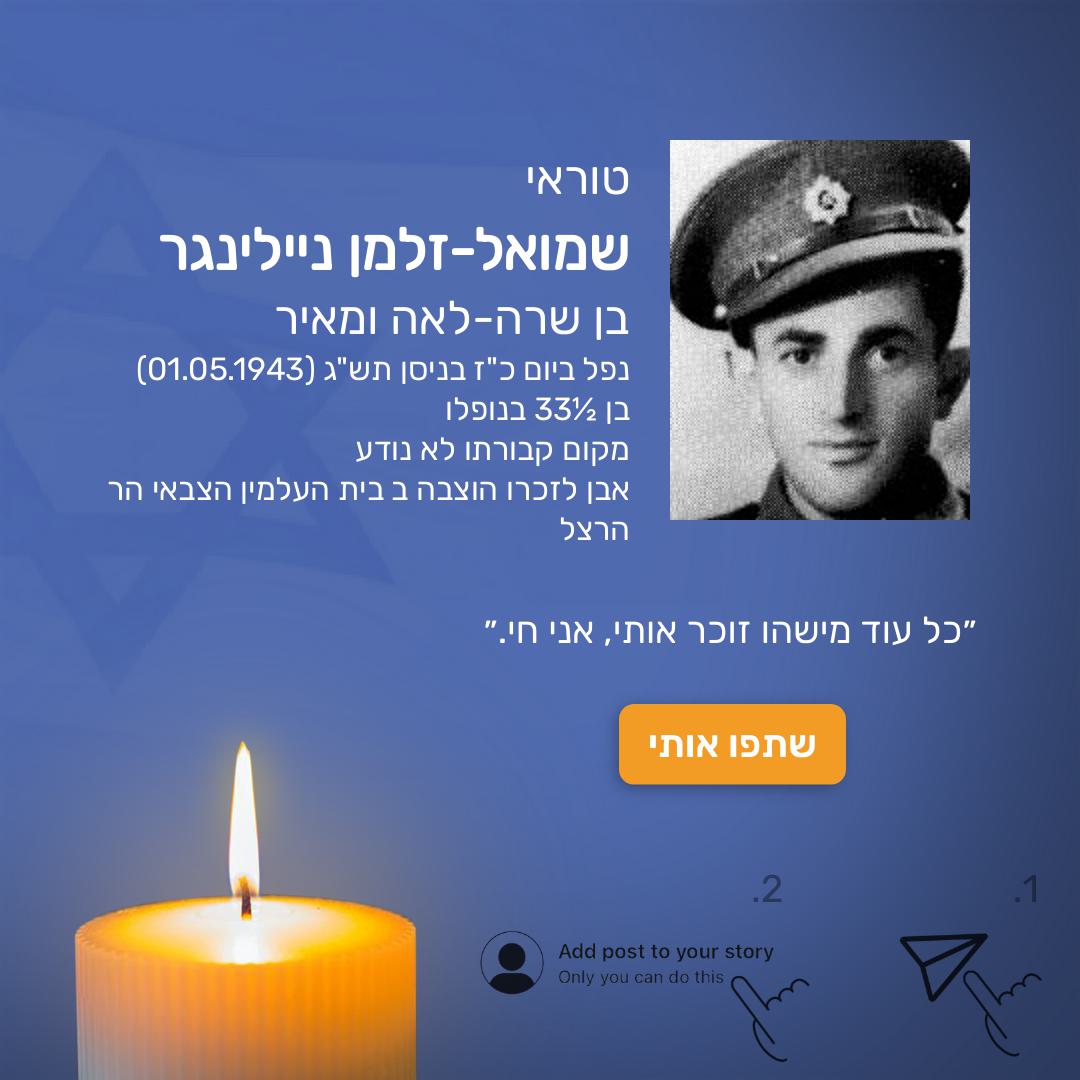 טוראי
שמואל-זלמן ניילינגר
בן שרה-לאה ומאיר
נפל ביום כ"ז בניסן תש"ג (01.05.1943)
בן 33½ בנופלו
מקום קבורתו לא נודע
אבן לזכרו הוצבה ב בית העלמין הצבאי הר
הרצל
״כל עוד מישהו זוכר אותי, אני חי.״
שתפו אותי
1.
2.
Add post to your story
Only you can do this